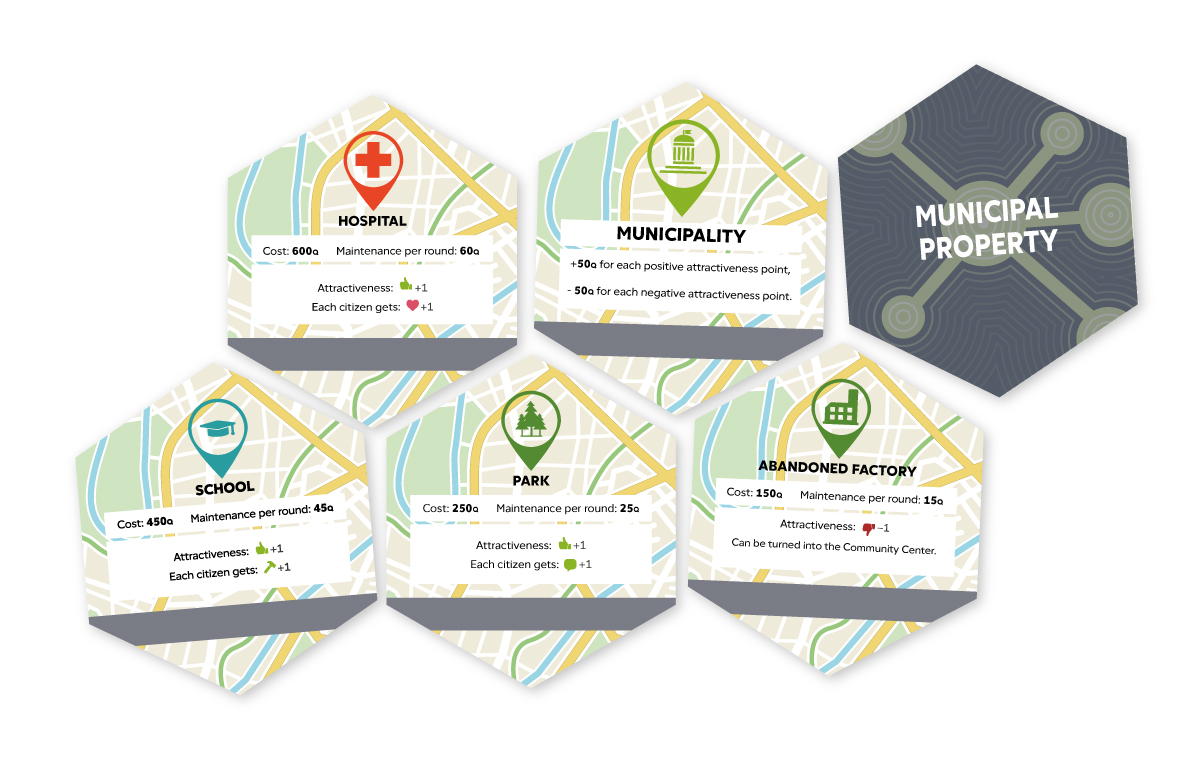 HOSPITAL
Cost: 600a Maintenance per round: 60a
Attractiveness: +1
Each citizen gets: +1
MUNICIPALITY
+50a for each positive attractiveness point,
- 50a for each negative attractiveness point.
MUNICIPAL
PROPERTY
SCHOOL
Cost: 450a Maintenance per round: 45a
Attractiveness: +1
Each citizen gets: +1
PARK
Cost: 250a Maintenance per round: 25a
Attractiveness: +1
Each citizen gets: +1
ABANDONED FACTORY
Cost: 150a Maintenance per round: 15a
Attractiveness: -1
Can be turned into the Community Center.